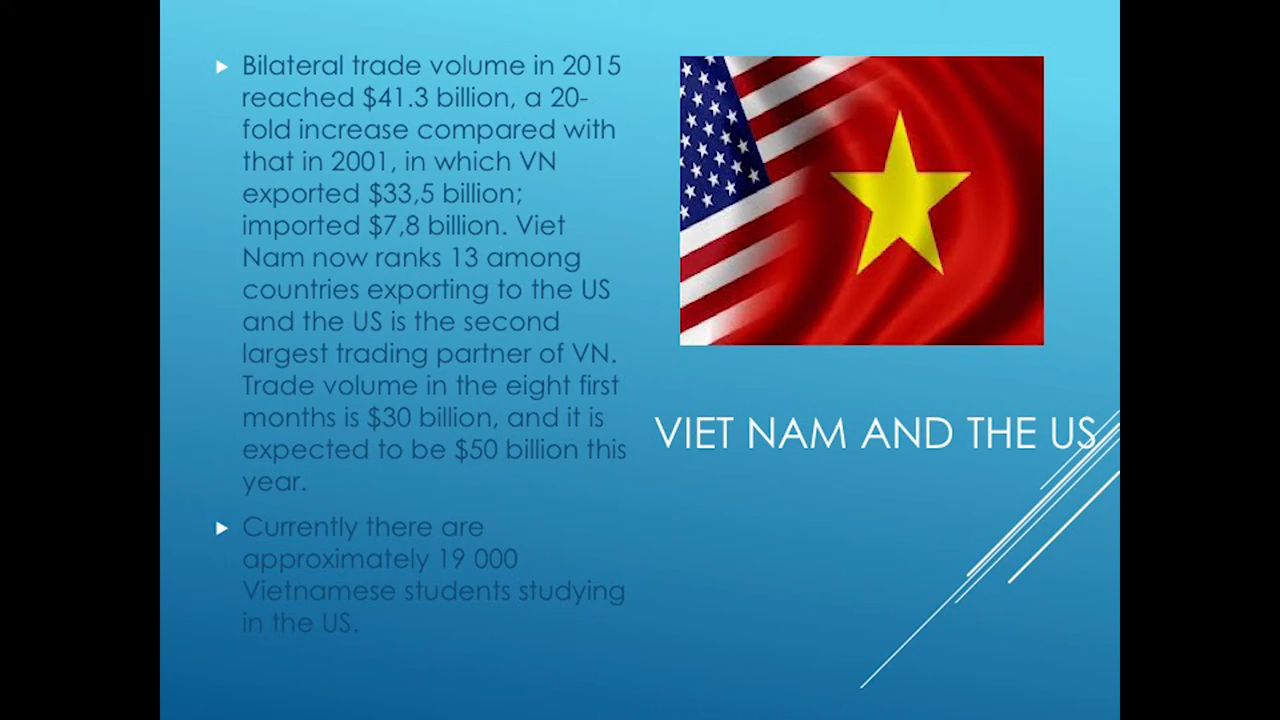 Bilateral trade volume in 2015
reached $41.3 billion, a 20-
fold increase compared with
that in 2001, in which VN
exported $33,5 billion;
imported $7,8 billion. Viet
Nam now ranks 13 among
countries exporting to the US
and the US is the second
largest trading partner of VN.
Trade volume in the eight first
months is $30 billion, and it is
expected to be $50 billion this
year.
Currently there are
approximately 19 000
Vietnamese students studying
in the US.
VIET NAM AND THE US